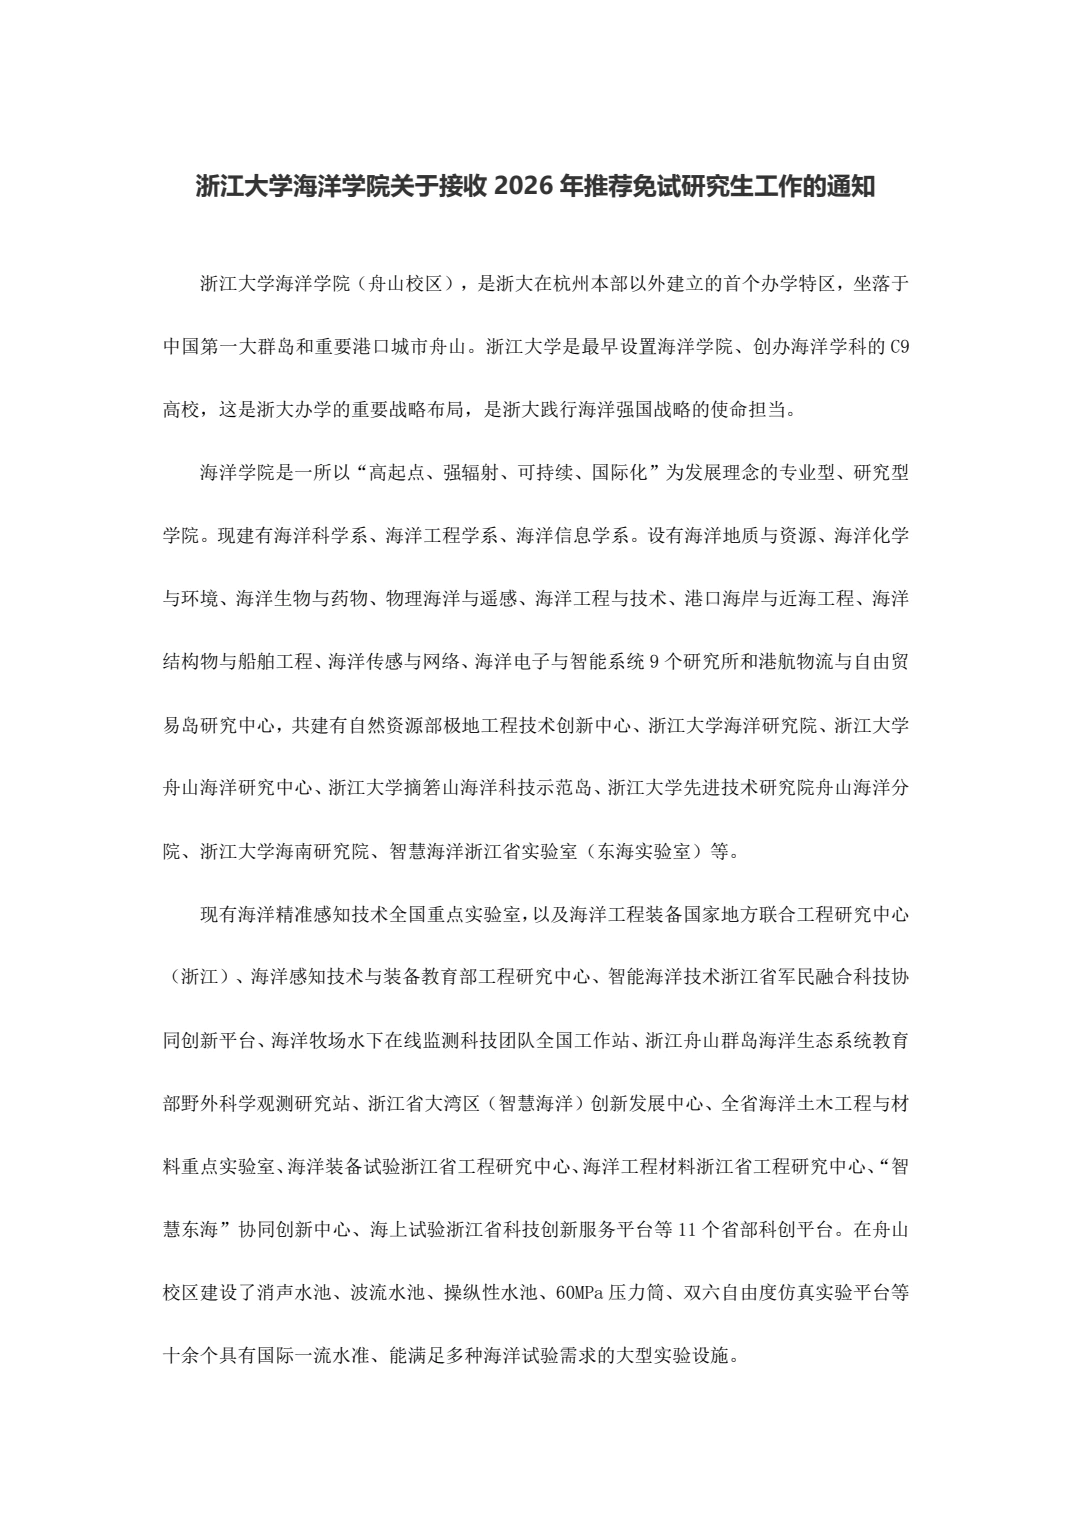 浙江大学海洋学院关于接收 2026 年推荐免试研究生工作的通知
浙江大学海洋学院（舟山校区），是浙大在杭州本部以外建立的首个办学特区，坐落于
中国第一大群岛和重要港口城市舟山。浙江大学是最早设置海洋学院、创办海洋学科的 C9
高校，这是浙大办学的重要战略布局，是浙大践行海洋强国战略的使命担当。
海洋学院是一所以“高起点、强辐射、可持续、国际化”为发展理念的专业型、研究型
学院。现建有海洋科学系、海洋工程学系、海洋信息学系。设有海洋地质与资源、海洋化学
与环境、海洋生物与药物、物理海洋与遥感、海洋工程与技术、港口海岸与近海工程、海洋
结构物与船舶工程、海洋传感与网络、海洋电子与智能系统 9 个研究所和港航物流与自由贸
易岛研究中心，共建有自然资源部极地工程技术创新中心、浙江大学海洋研究院、浙江大学
舟山海洋研究中心、浙江大学摘箬山海洋科技示范岛、浙江大学先进技术研究院舟山海洋分
院、浙江大学海南研究院、智慧海洋浙江省实验室（东海实验室）等。
现有海洋精准感知技术全国重点实验室，以及海洋工程装备国家地方联合工程研究中心
（浙江）、海洋感知技术与装备教育部工程研究中心、智能海洋技术浙江省军民融合科技协
同创新平台、海洋牧场水下在线监测科技团队全国工作站、浙江舟山群岛海洋生态系统教育
部野外科学观测研究站、浙江省大湾区（智慧海洋）创新发展中心、全省海洋土木工程与材
料重点实验室、海洋装备试验浙江省工程研究中心、海洋工程材料浙江省工程研究中心、“智
慧东海”协同创新中心、海上试验浙江省科技创新服务平台等 11 个省部科创平台。在舟山
校区建设了消声水池、波流水池、操纵性水池、60MPa 压力筒、双六自由度仿真实验平台等
十余个具有国际一流水准、能满足多种海洋试验需求的大型实验设施。